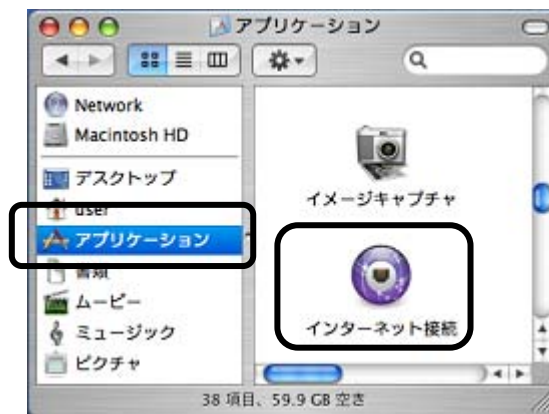 アプリケーション
Network
Macintosh HD
デスクトップ
user
アプリケーション
書類
ムービー
ミュージック
ピクチャ
イメージキャプチャ
インターネット接続
38 項目、59.9 GB 空き